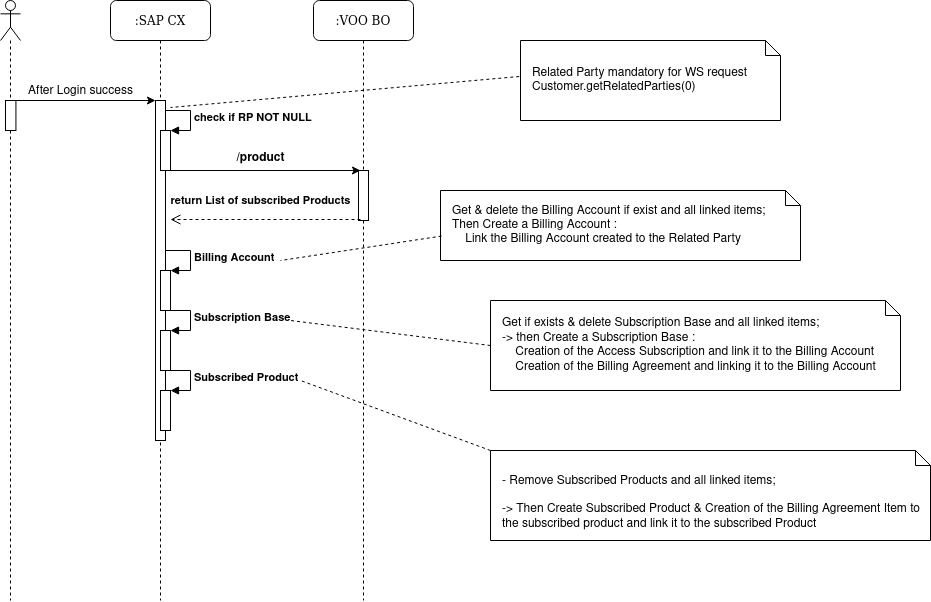 :SAP CX
:VOO BO
Related Party mandatory for WS request
Customer.getRelatedParties(0)
After Login success
check if RP NOT NULL
/product
return List of subscribed Products
Get & delete the Billing Account if exist and all linked items;
Then Create a Billing Account :
Link the Billing Account created to the Related Party
Billing Account
Subscription Base
Get if exists & delete Subscription Base and all linked items;
-> then Create a Subscription Base :
Creation of the Access Subscription and link it to the Billing Account
Creation of the Billing Agreement and linking it to the Billing Account
Subscribed Product
- Remove Subscribed Products and all linked items;
-> Then Create Subscribed Product & Creation of the Billing Agreement Item to
the subscribed product and link it to the subscribed Product